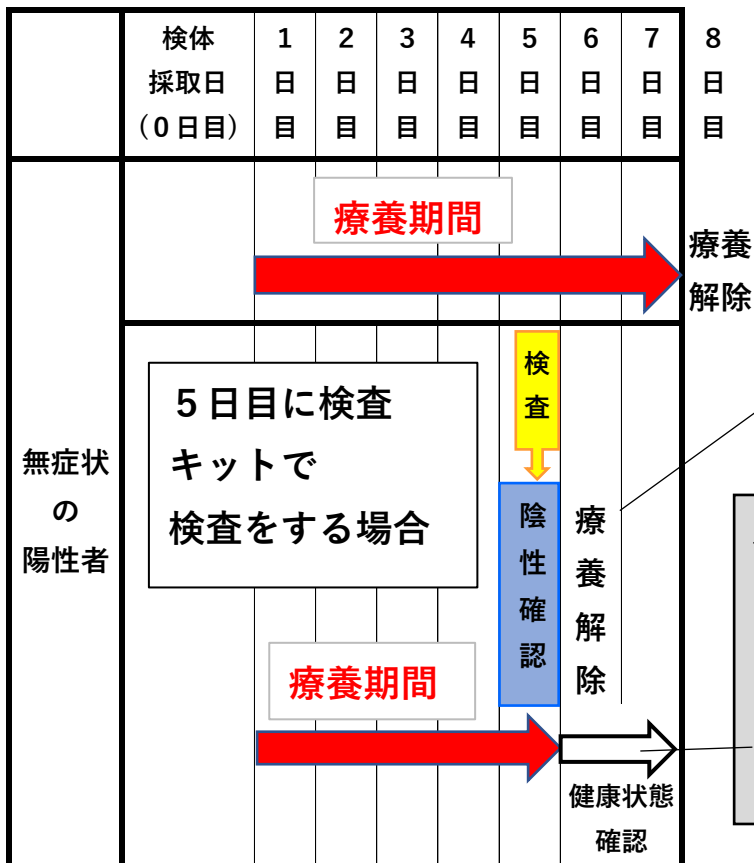 検体
採取日
(０日目)
1日目
2日目
3日目
4日目
5日目
6日目
7日目
8日目
無症状
の
陽性者
療養期間
療養
解除
５日目に検査
キットで
検査をする場合
検査
陰性確認
療養解除
療養期間
健康状態
確認